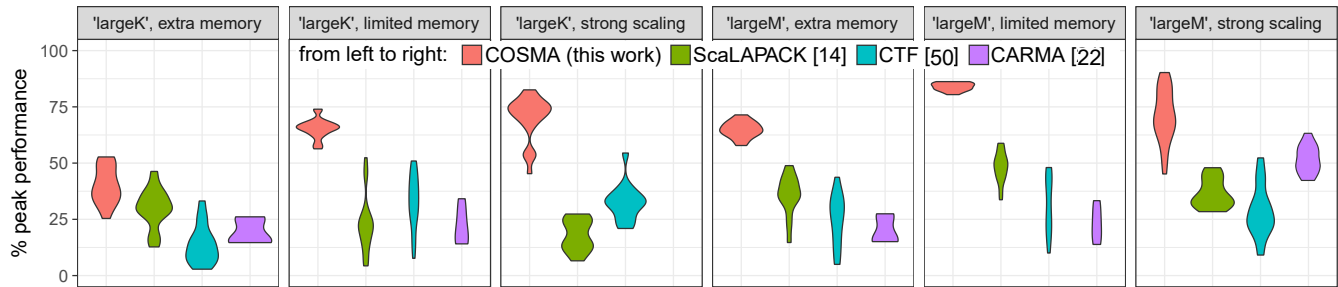 'largeK', extra memory
'largeK', limited memory
'largeK', strong scaling
'largeM', extra memory
'largeM', limited memory
'largeM', strong scaling
from left to right: COSMA (this work) ScaLAPACK [14] CTF [50] CARMA [22]
% peak performance
100
75
50
25
0